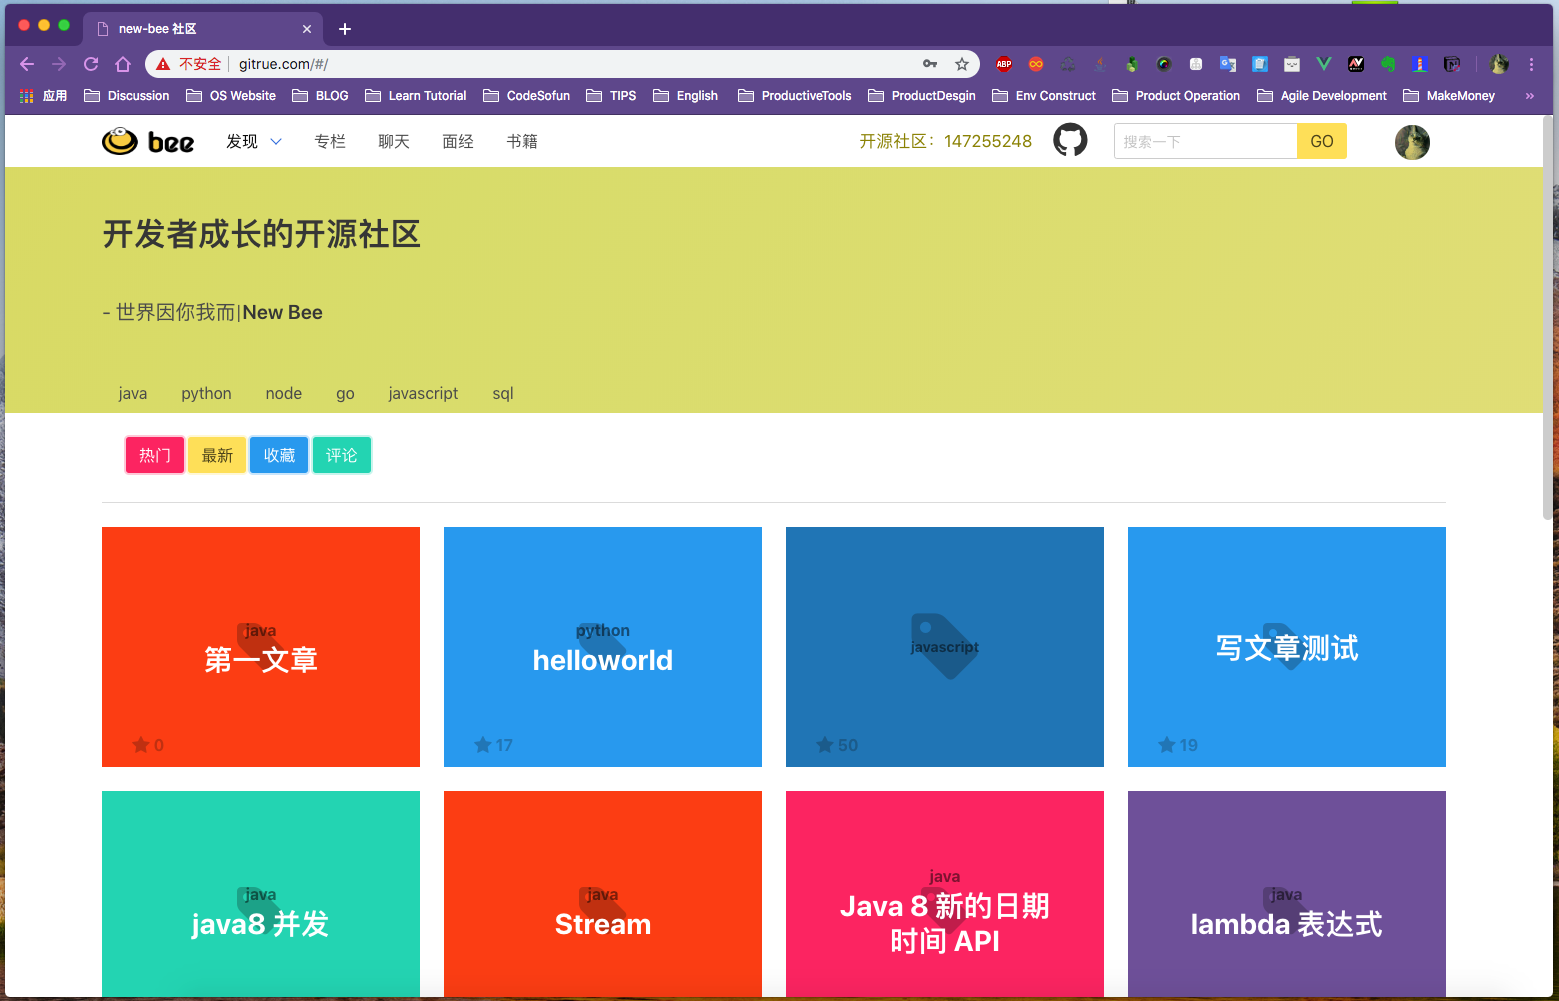 new-bee 社区
不安全 gitrue.com/#/
ABP
应用 Discussion OS Website BLOG Learn Tutorial CodeSofun TIPS English ProductiveTools ProductDesgin Env Construct Product Operation Agile Development MakeMoney »
bee 发现 专栏 聊天 面经 书籍 开源社区：147255248 搜索一下 GO
开发者成长的开源社区
- 世界因你我而|New Bee
java python node go javascript sql
热门 最新 收藏 评论
java
第一文章
0
python
helloworld
17
javascript
50
写文章测试
19
java
java8 并发
java
Stream
java
Java 8 新的日期
时间 API
java
lambda 表达式